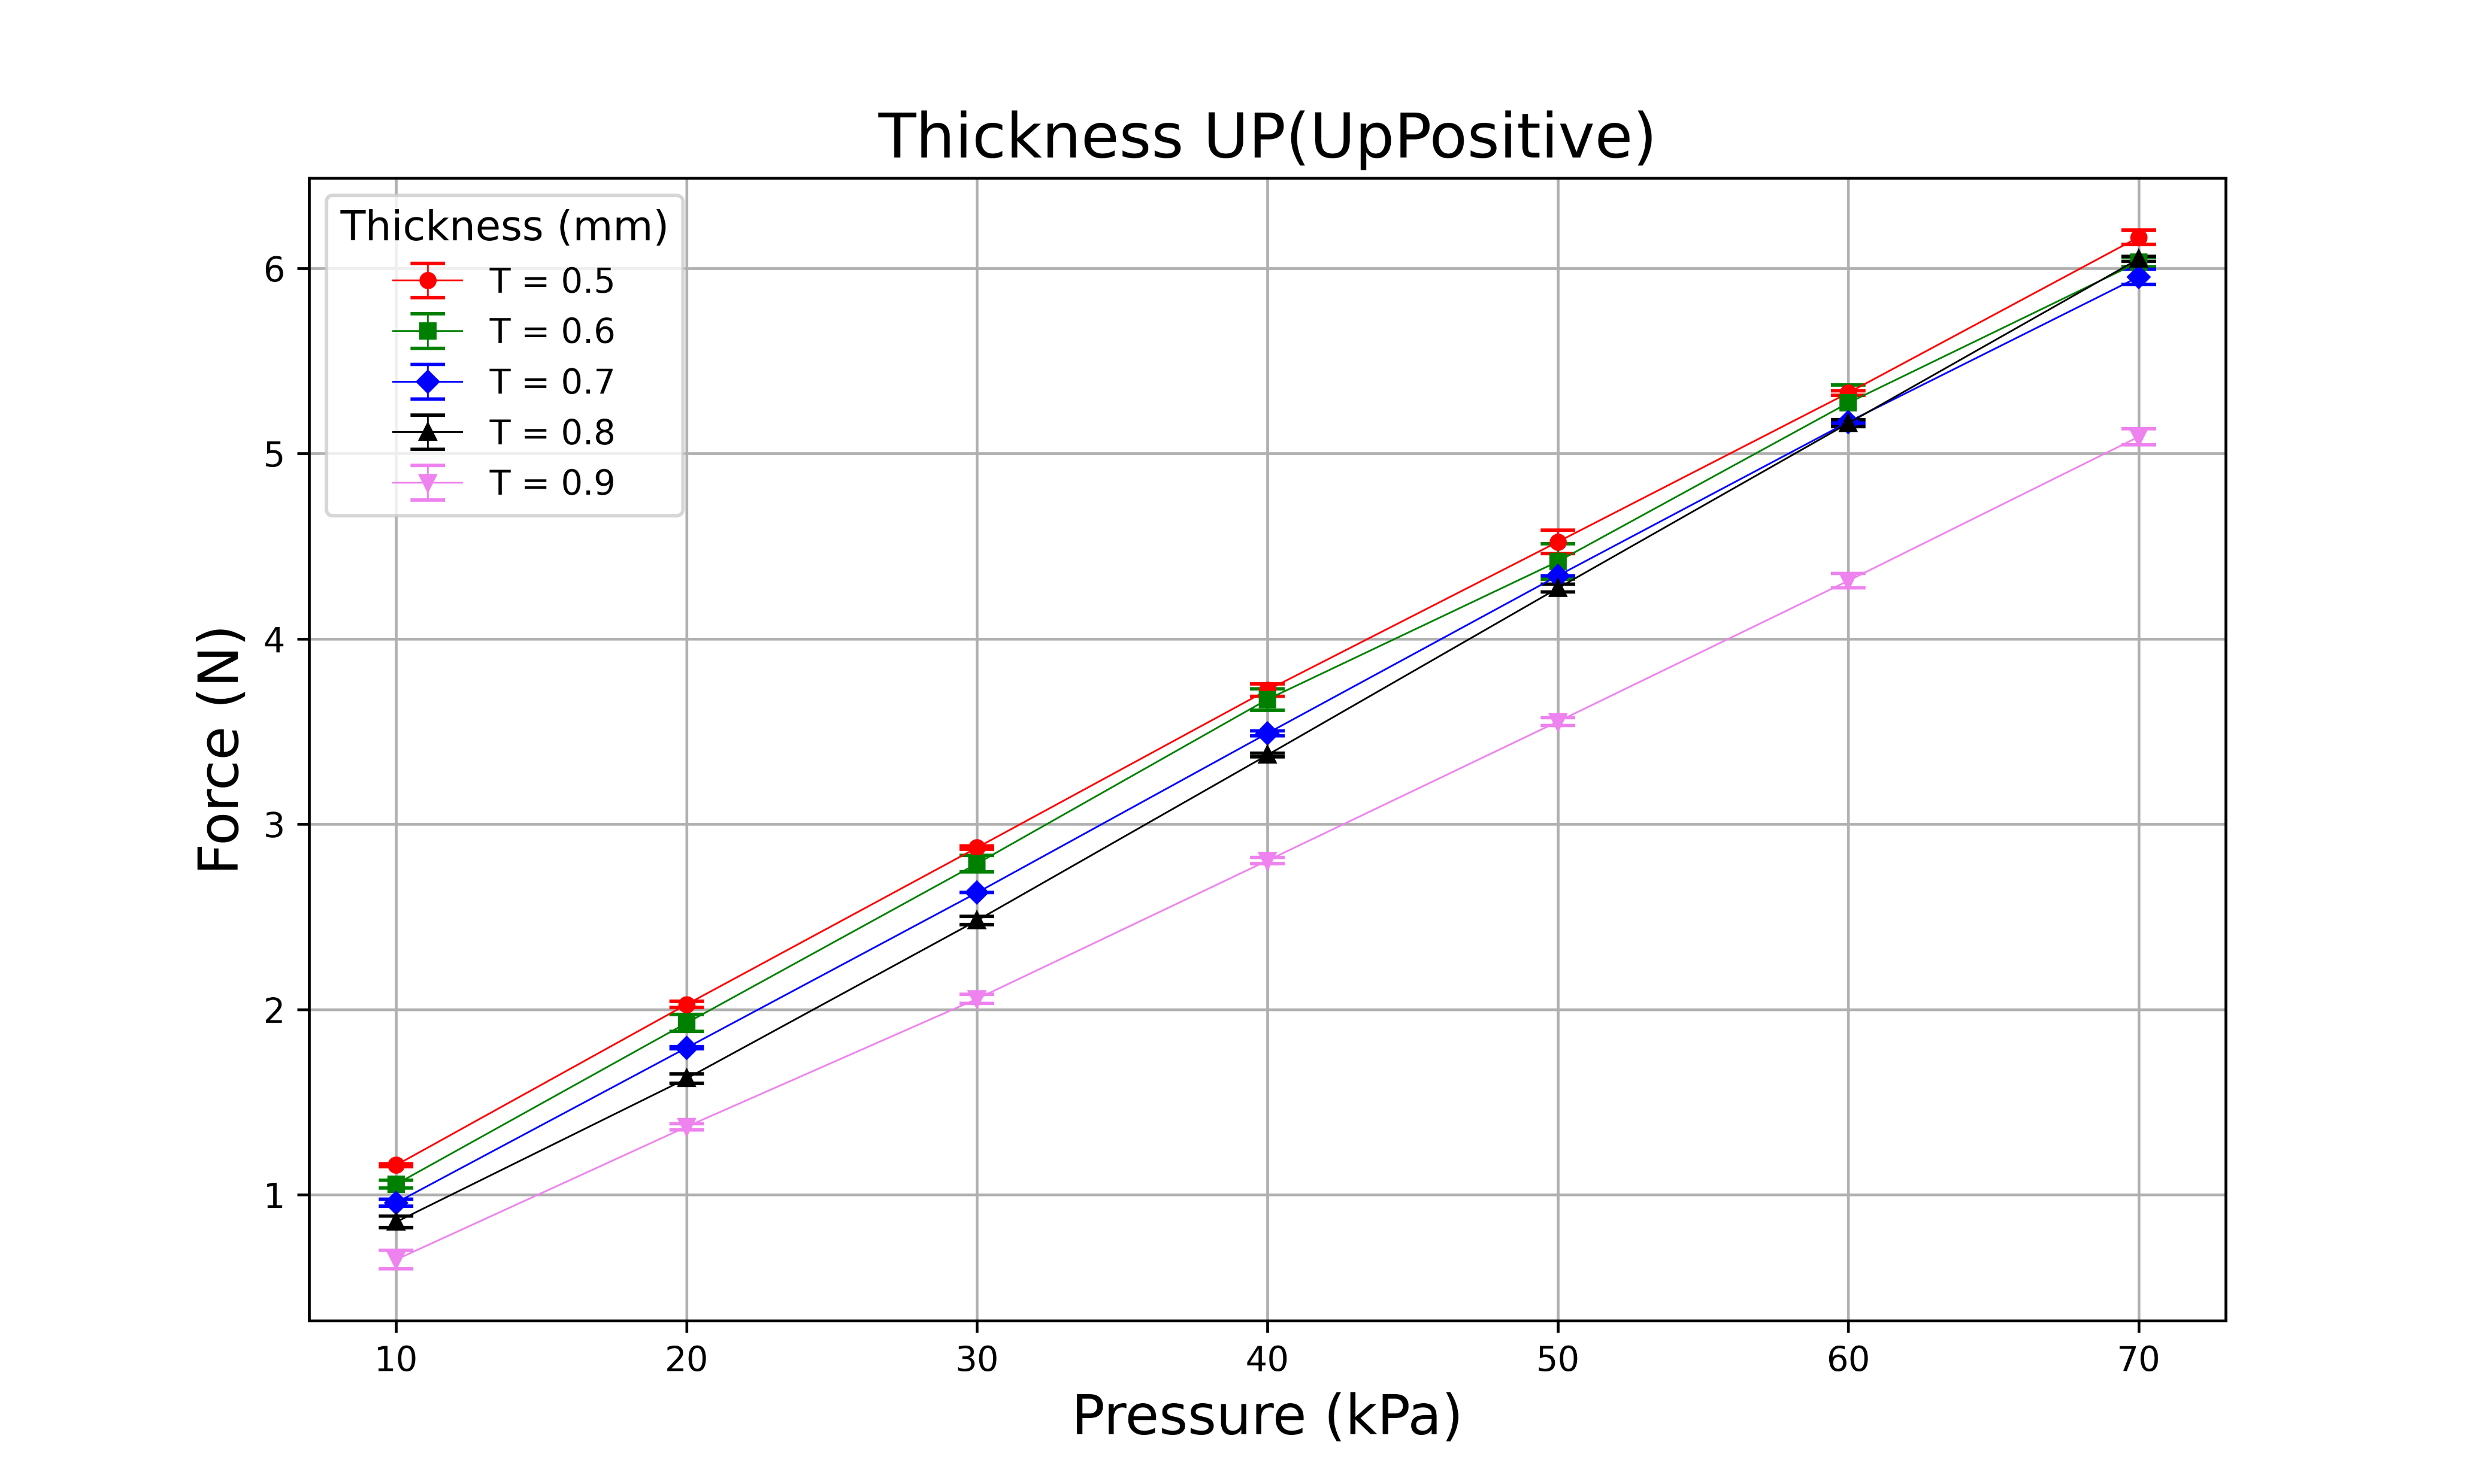 Thickness UP(UpPositive)
Thickness (mm)
T = 0.5
T = 0.6
T = 0.7
T = 0.8
T = 0.9
Force (N)
6
5
4
3
2
1
10 20 30 40 50 60 70
Pressure (kPa)